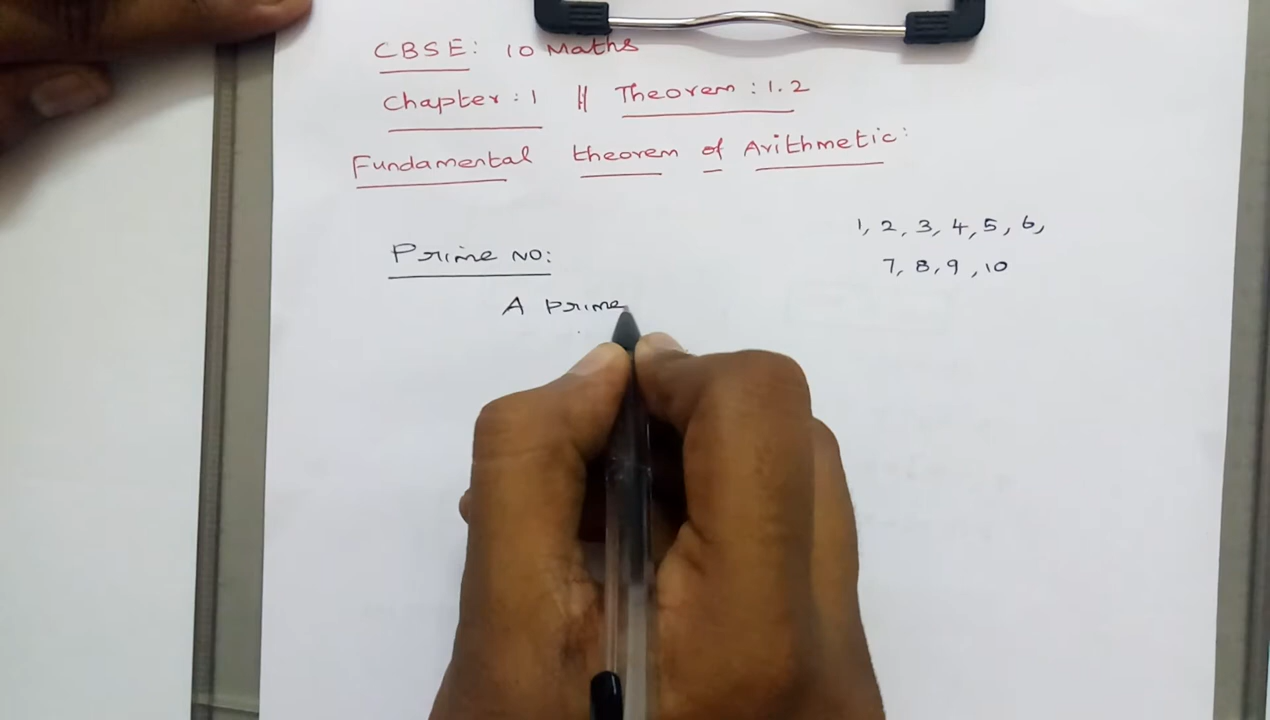 CBSE: 10 Maths
Chapter: 1 || Theorem: 1.2
Fundamental theorem of Arithmetic:
1, 2, 3, 4, 5, 6,
7, 8, 9, 10
Prime NO:
A Prime